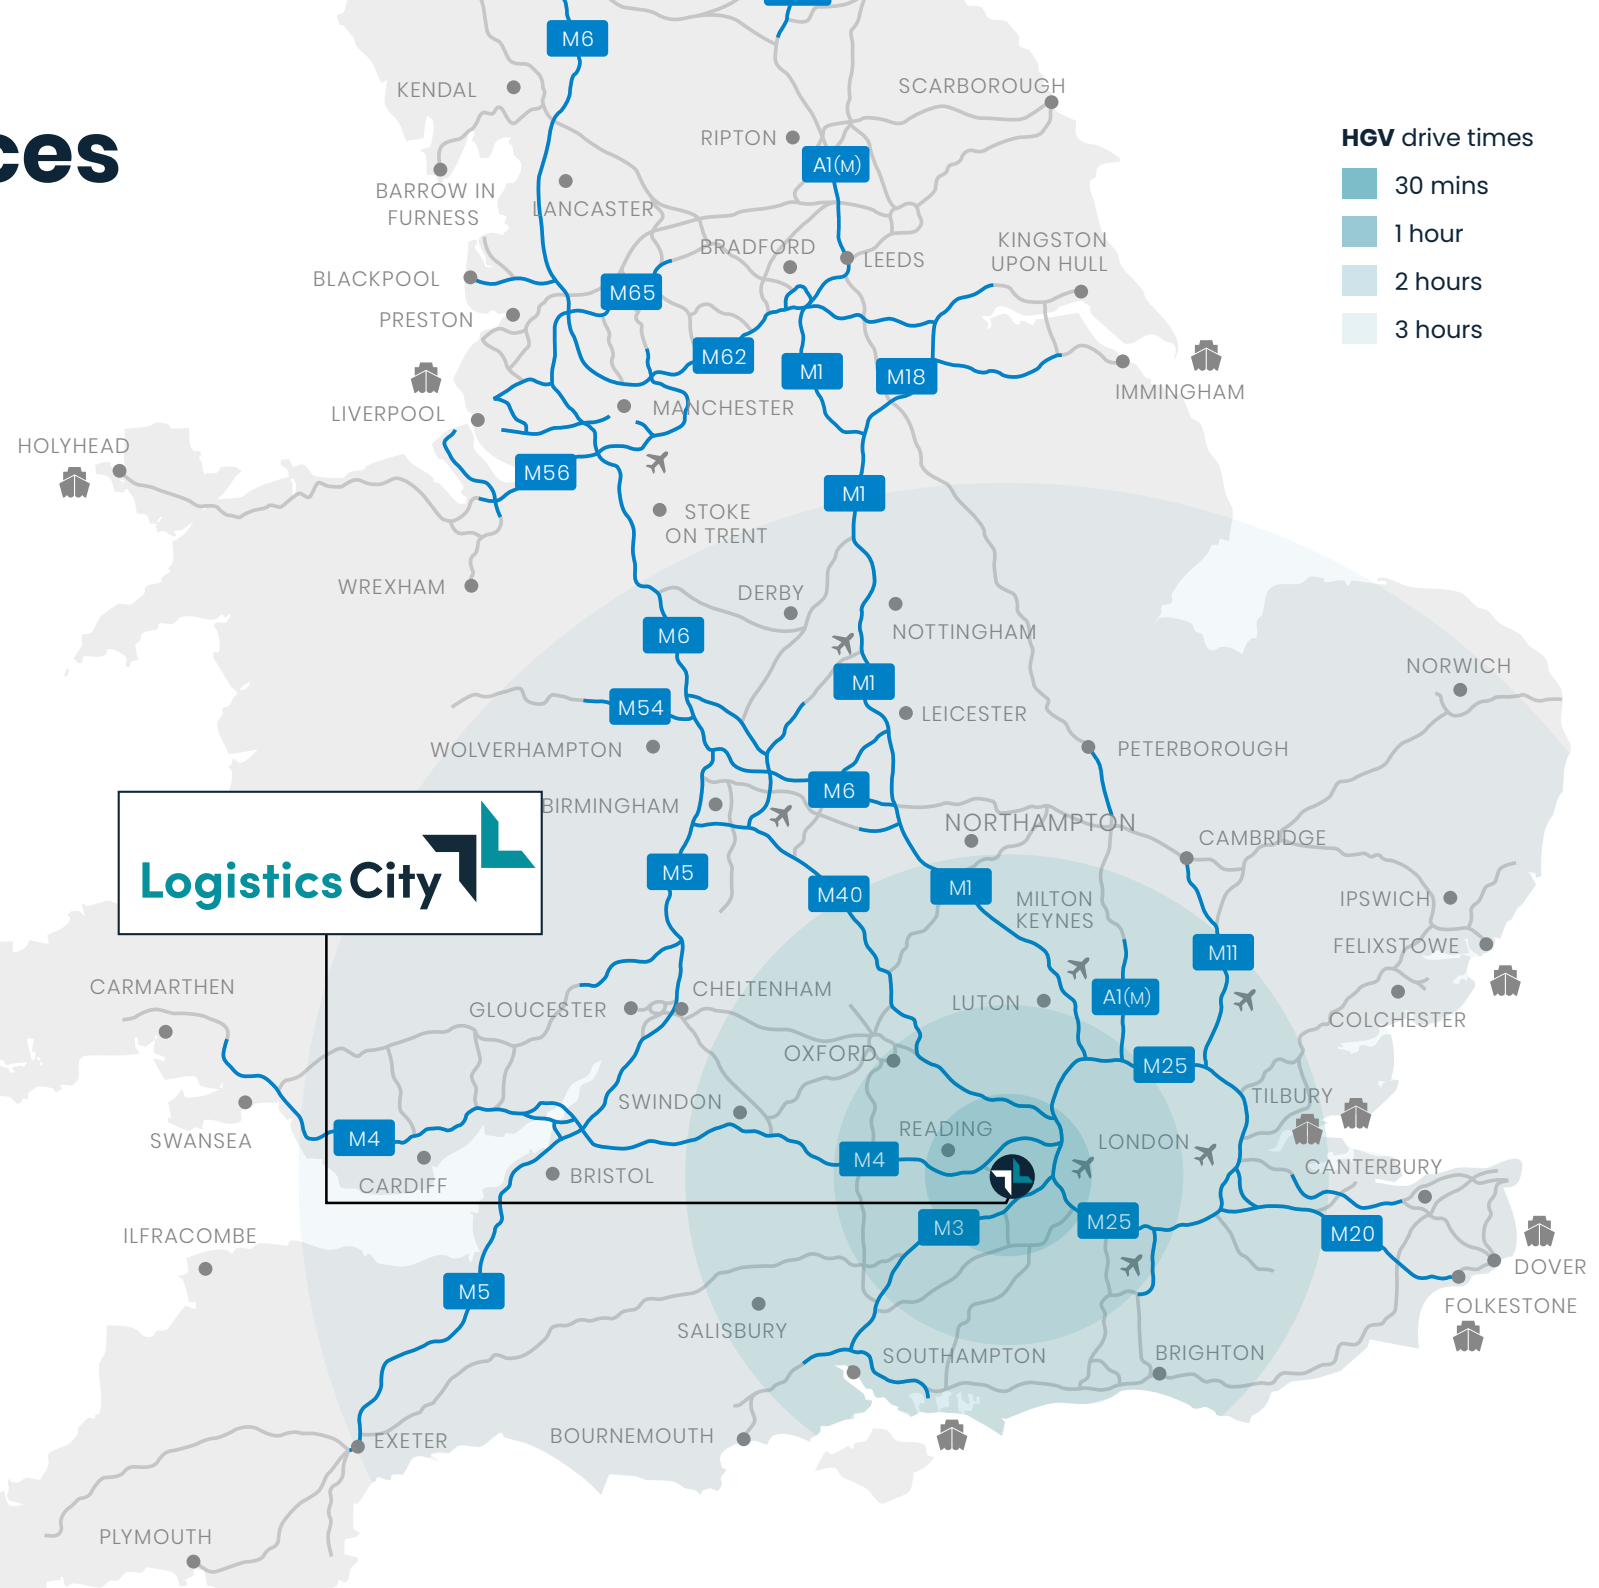 ces
HGV drive times
30 mins
1 hour
2 hours
3 hours
M6
KENDAL
SCARBOROUGH
RIPTON
A1(M)
BARROW IN
FURNESS
LANCASTER
BRADFORD
LEEDS
KINGSTON
UPON HULL
BLACKPOOL
M65
PRESTON
M62
M1
M18
IMMINGHAM
LIVERPOOL
MANCHESTER
HOLYHEAD
M56
M1
STOKE
ON TRENT
WREXHAM
DERBY
NOTTINGHAM
M6
NORWICH
M1
M54
LEICESTER
WOLVERHAMPTON
PETERBOROUGH
M6
BIRMINGHAM
NORTHAMPTON
CAMBRIDGE
Logistics City
M5
M40
M1
MILTON
KEYNES
IPSWICH
M11
FELIXSTOWE
CARMARTHEN
CHELTENHAM
GLOUCESTER
LUTON
A1(M)
COLCHESTER
OXFORD
M25
SWINDON
TILBURY
READING
SWANSEA
M4
LONDON
M4
CANTERBURY
CARDIFF
BRISTOL
M3
M25
M20
ILFRACOMBE
DOVER
M5
FOLKESTONE
SALISBURY
SOUTHAMPTON
BRIGHTON
EXETER
BOURNEMOUTH
PLYMOUTH